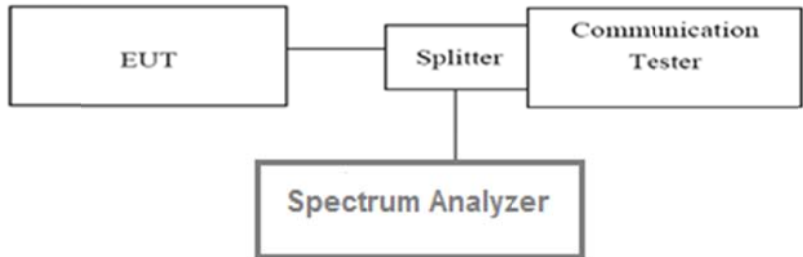 EUT
Splitter
Communication
Tester
Spectrum Analyzer